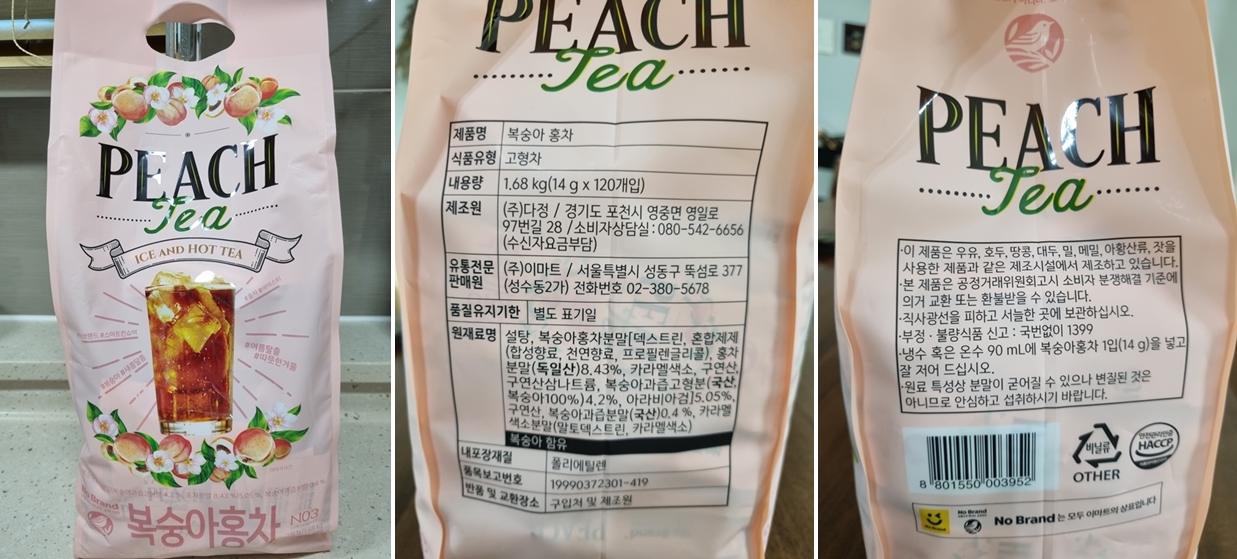 PEACH
Tea
ICE AND HOT TEA
#여름탈출
#따뜻한겨울
No Brand
복숭아홍차
N03
PEACH
Tea
제품명 복숭아 홍차
식품유형 고형차
내용량 1.68 kg(14 g x 120개입)
제조원 (주)다정 / 경기도 포천시 영중면 영일로
97번길 28 /소비자상담실 : 080-542-6656
(수신자요금부담)
유통전문
판매원
(주)이마트 / 서울특별시 성동구 뚝섬로 377
(성수동2가) 전화번호 02-380-5678
품질유지기한 별도 표기일
원재료명 설탕, 복숭아홍차분말[덱스트린, 혼합제제
(합성향료, 천연향료, 프로필렌글리콜), 홍차
분말(독일산)8.43%, 카라멜색소, 구연산,
구연산삼나트륨, 복숭아과즙고형분(국산,
복숭아100%)4.2%, 아라비아검]5.05%,
구연산, 복숭아과즙분말(국산)0.4 %, 카라멜
색소분말(말토덱스트린, 카라멜색소)
복숭아 함유
내포장재질 폴리에틸렌
품목보고번호 19990372301-419
반품 및 교환장소 구입처 및 제조원
PEACH
Tea
·이 제품은 우유, 호두, 땅콩, 대두, 밀, 메밀, 아황산류, 잣을
사용한 제품과 같은 제조시설에서 제조하고 있습니다.
·본 제품은 공정거래위원회고시 소비자 분쟁해결 기준에
의거 교환 또는 환불받을 수 있습니다.
·직사광선을 피하고 서늘한 곳에 보관하십시오.
·부정 · 불량식품 신고 : 국번없이 1399
·냉수 혹은 온수 90 mL에 복숭아홍차 1입(14 g)을 넣고
잘 저어 드십시오.
·원료 특성상 분말이 굳어질 수 있으나 변질된 것은
아니므로 안심하고 섭취하시기 바랍니다.
8 801550 003952
비닐류
OTHER
안전관리인증
HACCP
No Brand
No Brand
No Brand 는 모두 이마트의 상표입니다